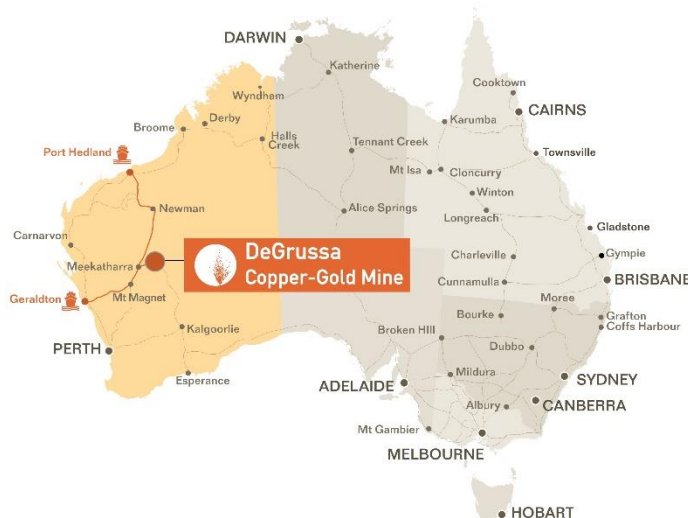 DARWIN
Katherine
Cooktown
Wyndham
CAIRNS
Derby
Karumba
Broome
Halls
Creek
Tennant Creek
Port Hedland
Townsville
Mt Isa
Cloncurry
Winton
Newman
Alice Springs
Longreach
Gladstone
Carnarvon
DeGrussa
Copper-Gold Mine
Charleville
Gympie
Meekatharra
BRISBANE
Cunnamulla
Geraldton
Mt Magnet
Moree
Bourke
Grafton
Coffs Harbour
Kalgoorlie
Broken Hill
Dubbo
PERTH
Mildura
SYDNEY
Esperance
ADELAIDE
Albury
CANBERRA
Mt Gambier
MELBOURNE
HOBART